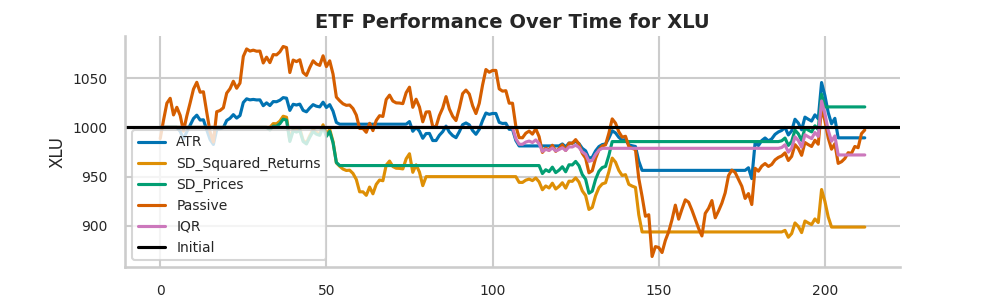 ETF Performance Over Time for XLU
XLU
1050
1000
950
900
ATR
SD_Squared_Returns
SD_Prices
Passive
IQR
Initial
0 50 100 150 200